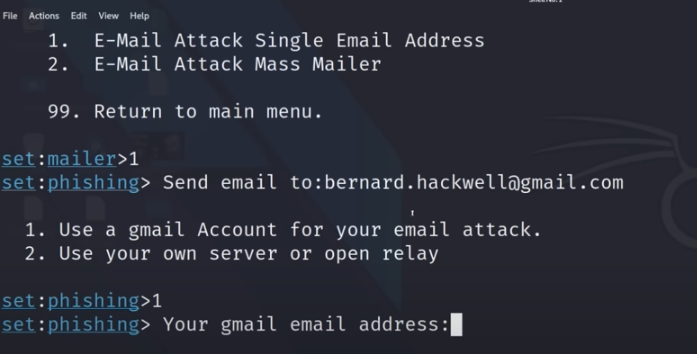 File Actions Edit View Help
1. E-Mail Attack Single Email Address
2. E-Mail Attack Mass Mailer
99. Return to main menu.
set:mailer>1
set:phishing> Send email to:bernard.hackwell@gmail.com
1. Use a gmail Account for your email attack.
2. Use your own server or open relay
set:phishing>1
set:phishing> Your gmail email address: